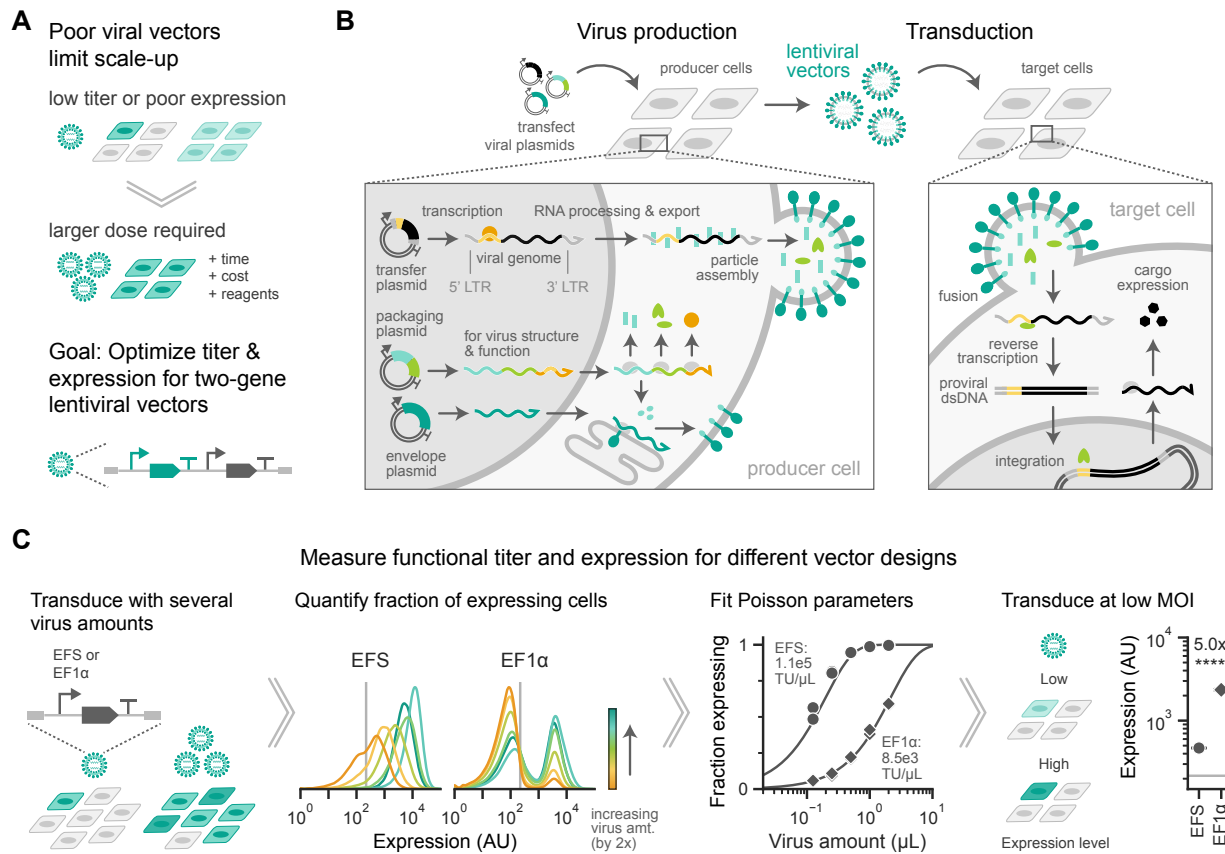 A
Poor viral vectors
limit scale-up
low titer or poor expression
larger dose required
+ time
+ cost
+ reagents
Goal: Optimize titer &
expression for two-gene
lentiviral vectors
B
Virus production
Transduction
transfect
viral plasmids
producer cells
lentiviral
vectors
target cells
transcription
RNA processing & export
transfer
plasmid
viral genome
5' LTR
3' LTR
particle
assembly
packaging
plasmid
for virus structure
& function
envelope
plasmid
producer cell
target cell
fusion
cargo
expression
reverse
transcription
proviral
dsDNA
integration
C
Measure functional titer and expression for different vector designs
Transduce with several
virus amounts
EFS or
EF1α
Quantify fraction of expressing cells
EFS
EF1α
10⁰
10²
10⁴
10⁰
10²
10⁴
Expression (AU)
increasing
virus amt.
(by 2x)
Fit Poisson parameters
Fraction expressing
1
0
EFS:
1.1e5
TU/µL
EF1α:
8.5e3
TU/µL
10⁻¹
10⁰
10¹
Virus amount (µL)
Transduce at low MOI
Low
High
Expression level
Expression (AU)
10⁴
10³
5.0x
****
EFS
EF1α